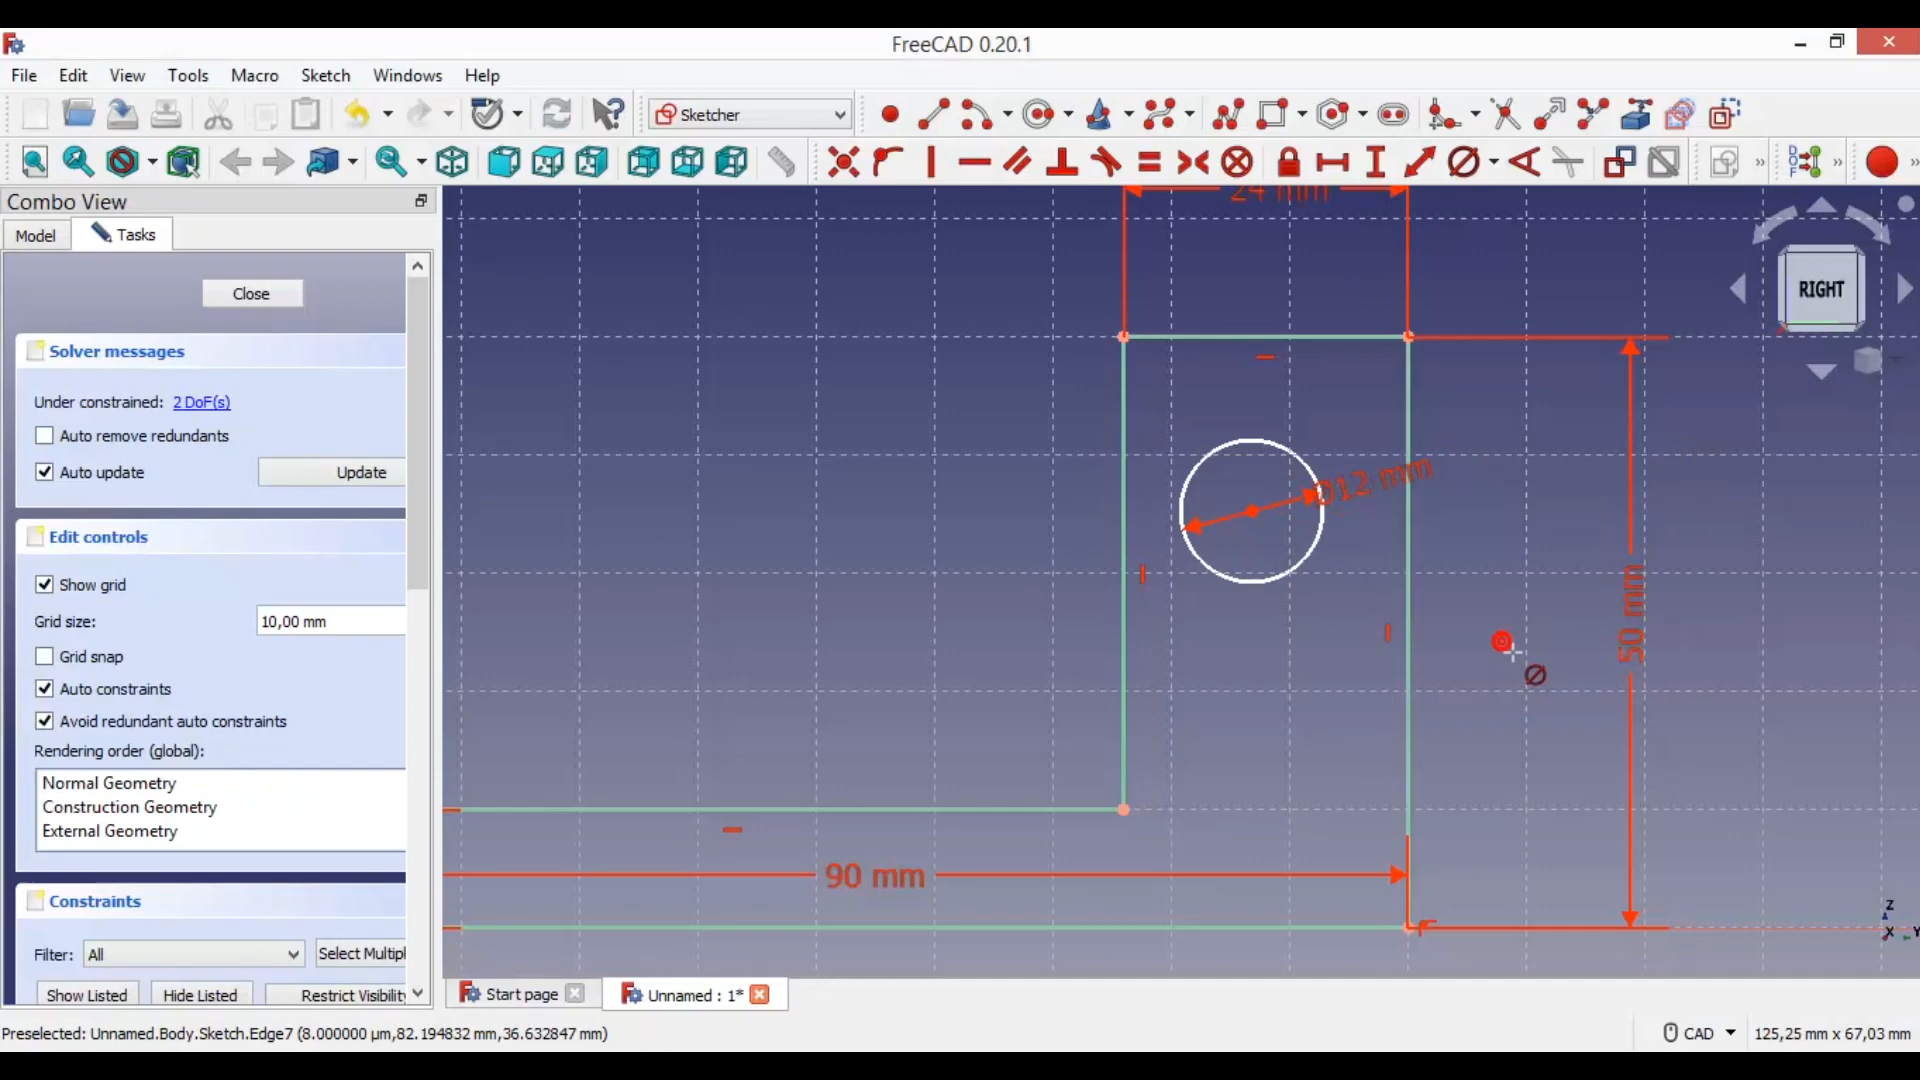 FreeCAD 0.20.1
File Edit View Tools Macro Sketch Windows Help
Sketcher
Combo View
Model Tasks
Close
Solver messages
Under constrained: 2 DoF(s)
Auto remove redundants
Auto update Update
Edit controls
Show grid
Grid size: 10,00 mm
Grid snap
Auto constraints
Avoid redundant auto constraints
Rendering order (global):
Normal Geometry
Construction Geometry
External Geometry
Constraints
Filter: All Select Multipl
Show Listed Hide Listed Restrict Visibility
24 mm
RIGHT
Ø12 mm
50 mm
90 mm
Z
X Y
Start page Unnamed : 1*
Preselected: Unnamed.Body.Sketch.Edge7 (8.000000 µm,82.194832 mm,36.632847 mm)
CAD 125,25 mm x 67,03 mm